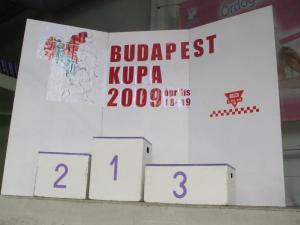 BUDAPEST
KUPA
2009 április
18-19
2 1 3